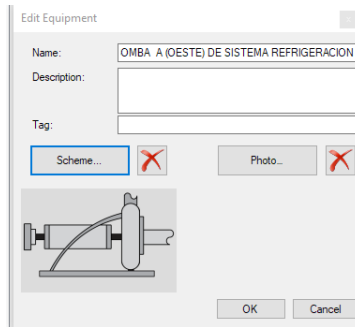 Edit Equipment
x
Name: OMBA A (OESTE) DE SISTEMA REFRIGERACION
Description:
Tag:
Scheme... Photo...
OK Cancel